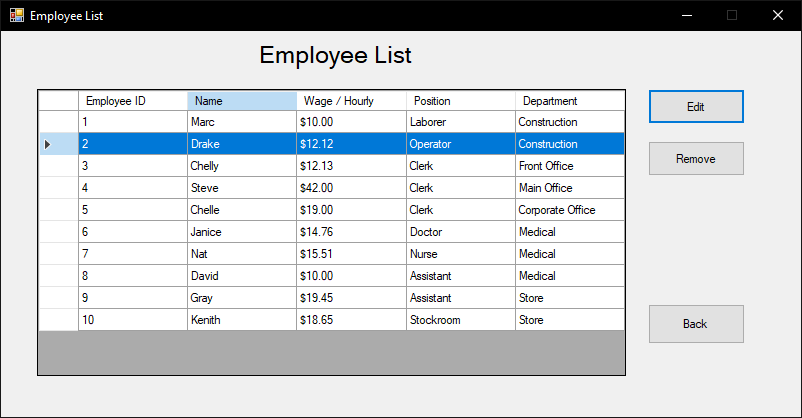 Employee List
Employee List
Employee ID Name Wage / Hourly Position Department
1 Marc $10.00 Laborer Construction
2 Drake $12.12 Operator Construction
3 Chelly $12.13 Clerk Front Office
4 Steve $42.00 Clerk Main Office
5 Chelle $19.00 Clerk Corporate Office
6 Janice $14.76 Doctor Medical
7 Nat $15.51 Nurse Medical
8 David $10.00 Assistant Medical
9 Gray $19.45 Assistant Store
10 Kenith $18.65 Stockroom Store
Edit
Remove
Back